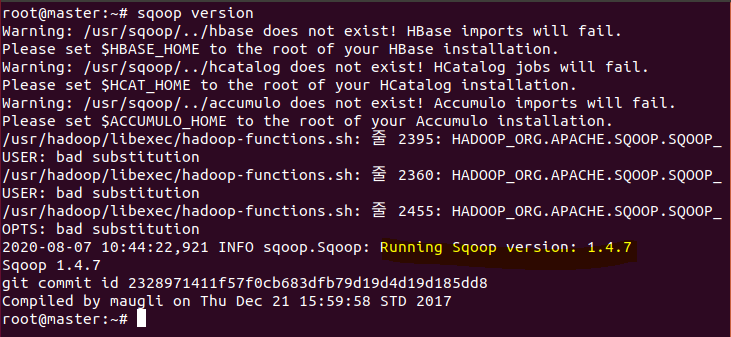 root@master:~# sqoop version
Warning: /usr/sqoop/../hbase does not exist! HBase imports will fail.
Please set $HBASE_HOME to the root of your HBase installation.
Warning: /usr/sqoop/../hcatalog does not exist! HCatalog jobs will fail.
Please set $HCAT_HOME to the root of your HCatalog installation.
Warning: /usr/sqoop/../accumulo does not exist! Accumulo imports will fail.
Please set $ACCUMULO_HOME to the root of your Accumulo installation.
/usr/hadoop/libexec/hadoop-functions.sh: 줄 2395: HADOOP_ORG.APACHE.SQOOP.SQOOP_
USER: bad substitution
/usr/hadoop/libexec/hadoop-functions.sh: 줄 2360: HADOOP_ORG.APACHE.SQOOP.SQOOP_
USER: bad substitution
/usr/hadoop/libexec/hadoop-functions.sh: 줄 2455: HADOOP_ORG.APACHE.SQOOP.SQOOP_
OPTS: bad substitution
2020-08-07 10:44:22,921 INFO sqoop.Sqoop: Running Sqoop version: 1.4.7
Sqoop 1.4.7
git commit id 2328971411f57f0cb683dfb79d19d4d19d185dd8
Compiled by maugli on Thu Dec 21 15:59:58 STD 2017
root@master:~#